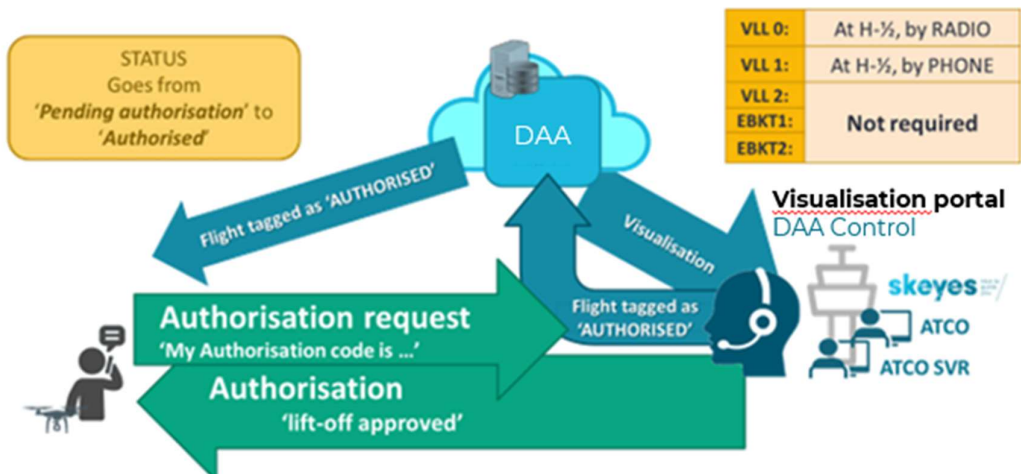 STATUS
Goes from
'Pending authorisation' to
'Authorised'
DAA
VLL 0: At H-½, by RADIO
VLL 1: At H-½, by PHONE
VLL 2:
EBKT1: Not required
EBKT2:
Flight tagged as 'AUTHORISED'
Visualisation
Visualisation portal
DAA Control
skeyes
ATCO
ATCO SVR
Flight tagged as
'AUTHORISED'
Authorisation request
'My Authorisation code is ...'
Authorisation
'lift-off approved'